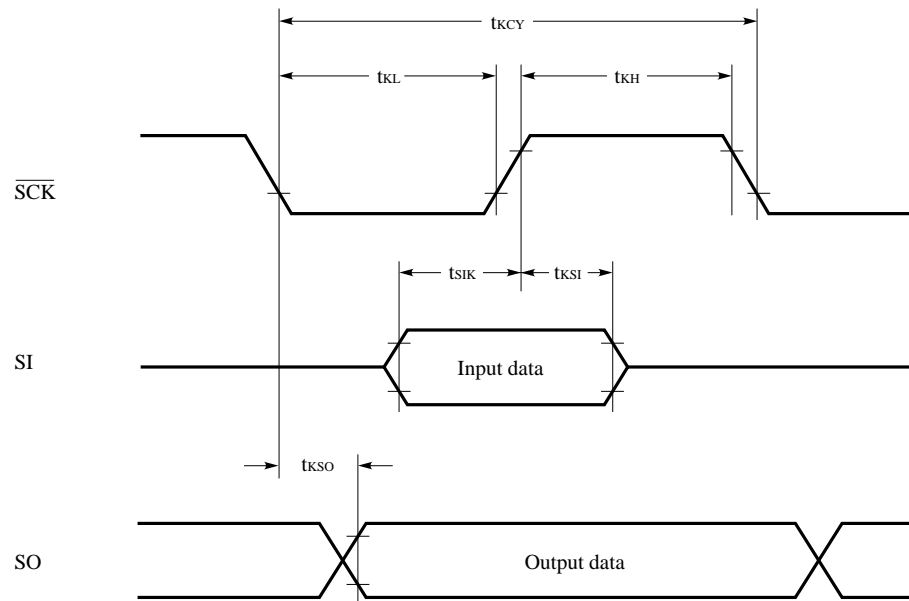 tKCY
tKL
tKH
SCK
tSIK
tKSI
SI
Input data
tKSO
SO
Output data